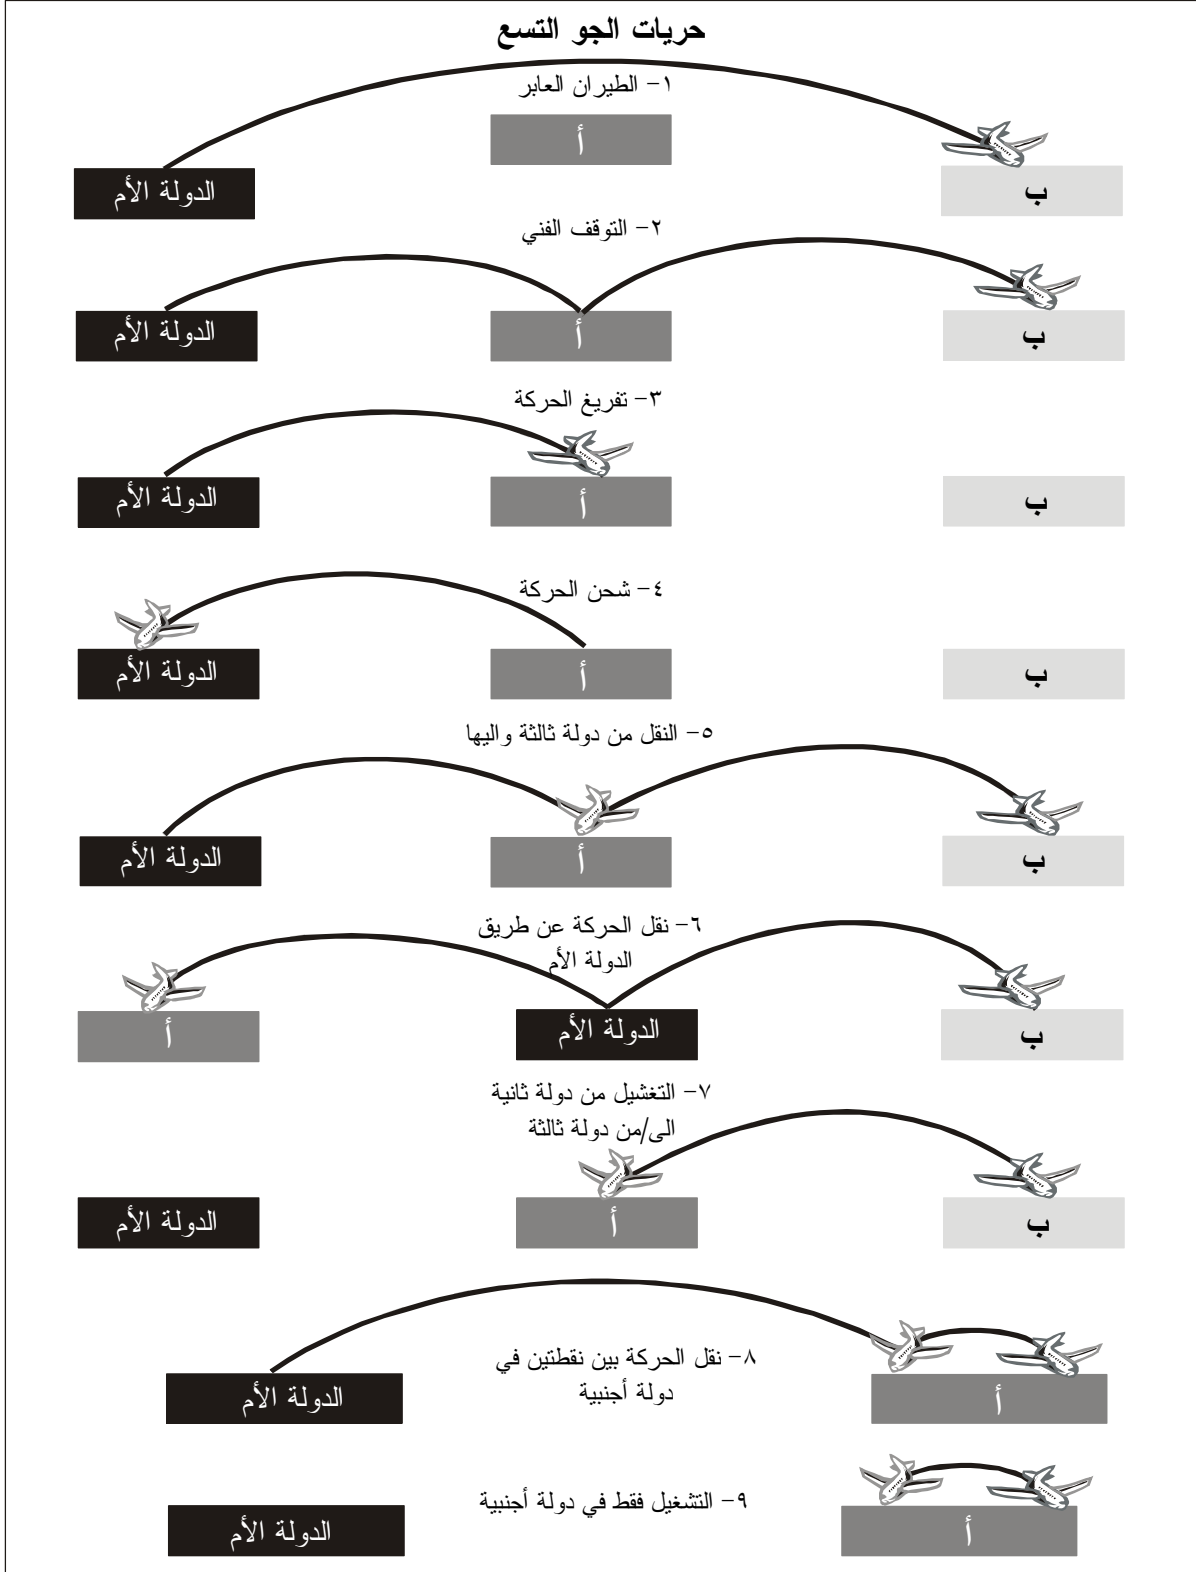 حريات الجو التسع
١- الطيران العابر
أ
الدولة الأم
ب
٢- التوقف الفني
الدولة الأم
أ
ب
٣- تفريغ الحركة
الدولة الأم
أ
ب
٤- شحن الحركة
الدولة الأم
أ
ب
٥- النقل من دولة ثالثة واليها
الدولة الأم
أ
ب
٦- نقل الحركة عن طريق
الدولة الأم
أ
الدولة الأم
ب
٧- التغشيل من دولة ثانية
الى/من دولة ثالثة
الدولة الأم
أ
ب
٨- نقل الحركة بين نقطتين في
دولة أجنبية
الدولة الأم
أ
٩- التشغيل فقط في دولة أجنبية
الدولة الأم
أ